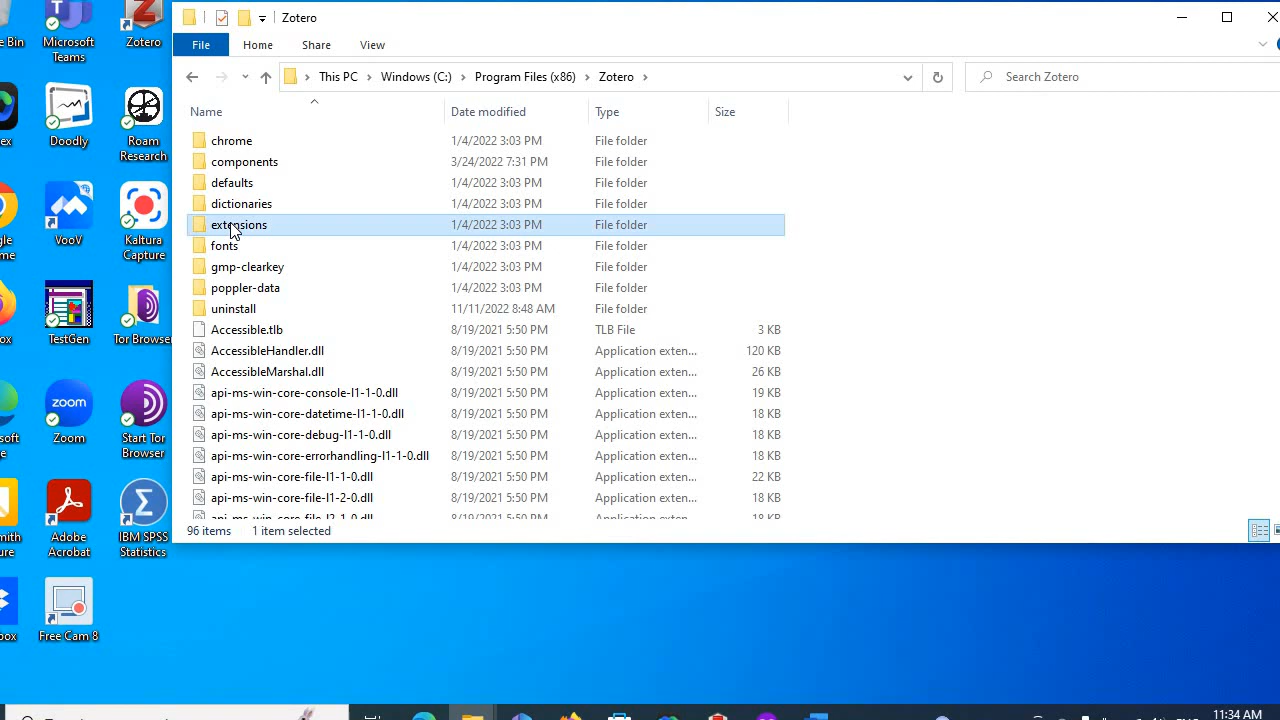 Zotero
File Home Share View
This PC Windows (C:) Program Files (x86) Zotero
Search Zotero
Name Date modified Type Size
chrome 1/4/2022 3:03 PM File folder
components 3/24/2022 7:31 PM File folder
defaults 1/4/2022 3:03 PM File folder
dictionaries 1/4/2022 3:03 PM File folder
extensions 1/4/2022 3:03 PM File folder
fonts 1/4/2022 3:03 PM File folder
gmp-clearkey 1/4/2022 3:03 PM File folder
poppler-data 1/4/2022 3:03 PM File folder
uninstall 11/11/2022 8:48 AM File folder
Accessible.tlb 8/19/2021 5:50 PM TLB File 3 KB
AccessibleHandler.dll 8/19/2021 5:50 PM Application exten... 120 KB
AccessibleMarshal.dll 8/19/2021 5:50 PM Application exten... 26 KB
api-ms-win-core-console-l1-1-0.dll 8/19/2021 5:50 PM Application exten... 19 KB
api-ms-win-core-datetime-l1-1-0.dll 8/19/2021 5:50 PM Application exten... 18 KB
api-ms-win-core-debug-l1-1-0.dll 8/19/2021 5:50 PM Application exten... 18 KB
api-ms-win-core-errorhandling-l1-1-0.dll 8/19/2021 5:50 PM Application exten... 18 KB
api-ms-win-core-file-l1-1-0.dll 8/19/2021 5:50 PM Application exten... 22 KB
api-ms-win-core-file-l1-2-0.dll 8/19/2021 5:50 PM Application exten... 18 KB
96 items 1 item selected
e Bin
Microsoft
Teams
Zotero
Doodly
Roam
Research
VooV
Kaltura
Capture
TestGen
Tor Browser
zoom
Zoom
Start Tor
Browser
Adobe
Acrobat
IBM SPSS
Statistics
Free Cam 8
11:34 AM